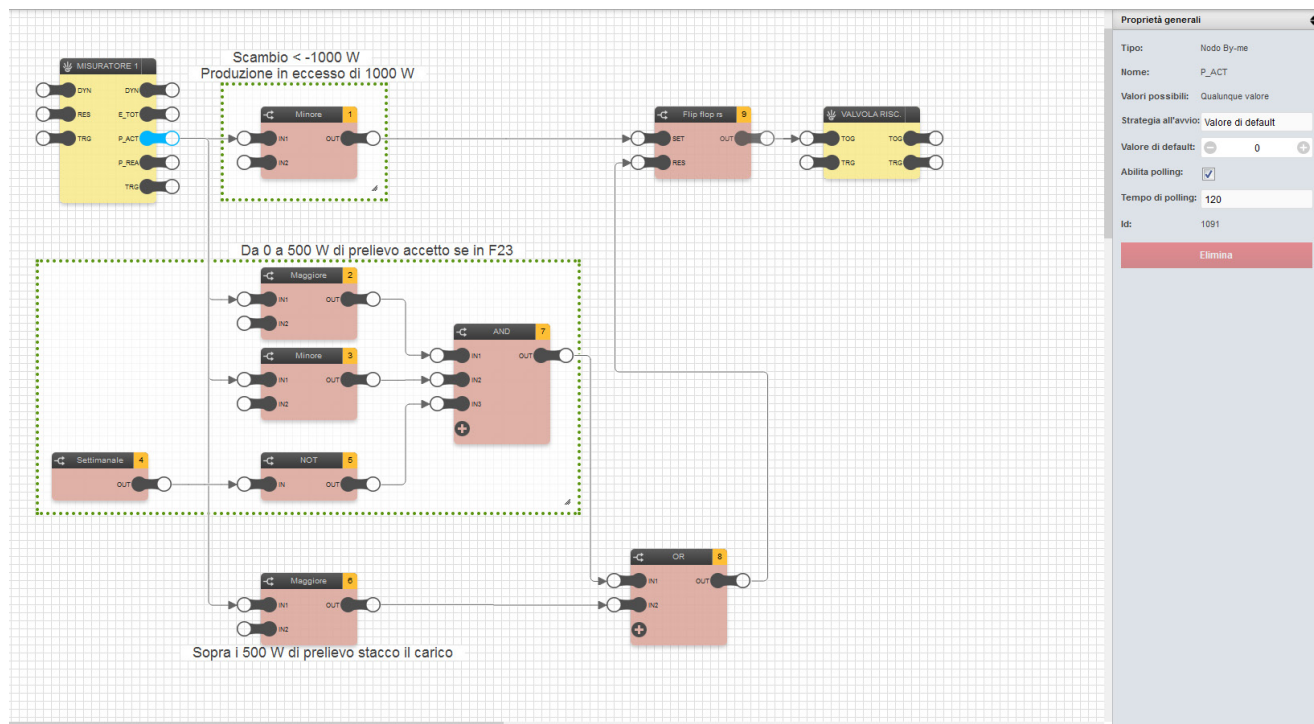 Scambio < -1000 W
Produzione in eccesso di 1000 W
MISURATORE 1
DYN DYN
RES E_TOT
TRG P_ACT
P_REA
TRG
Minore 1
IN1 OUT
IN2
Flip flop rs 9
SET OUT
RES
VALVOLA RISC.
TOG TOG
TRG TRG
Da 0 a 500 W di prelievo accetto se in F23
Maggiore 2
IN1 OUT
IN2
Minore 3
IN1 OUT
IN2
AND 7
IN1 OUT
IN2
IN3
Settimanale 4
OUT
NOT 5
IN OUT
Maggiore 6
IN1 OUT
IN2
OR 8
IN1 OUT
IN2
Sopra i 500 W di prelievo stacco il carico
Proprietà generali
Tipo: Nodo By-me
Nome: P_ACT
Valori possibili: Qualunque valore
Strategia all'avvio: Valore di default
Valore di default: 0
Abilita polling:
Tempo di polling: 120
Id: 1091
Elimina